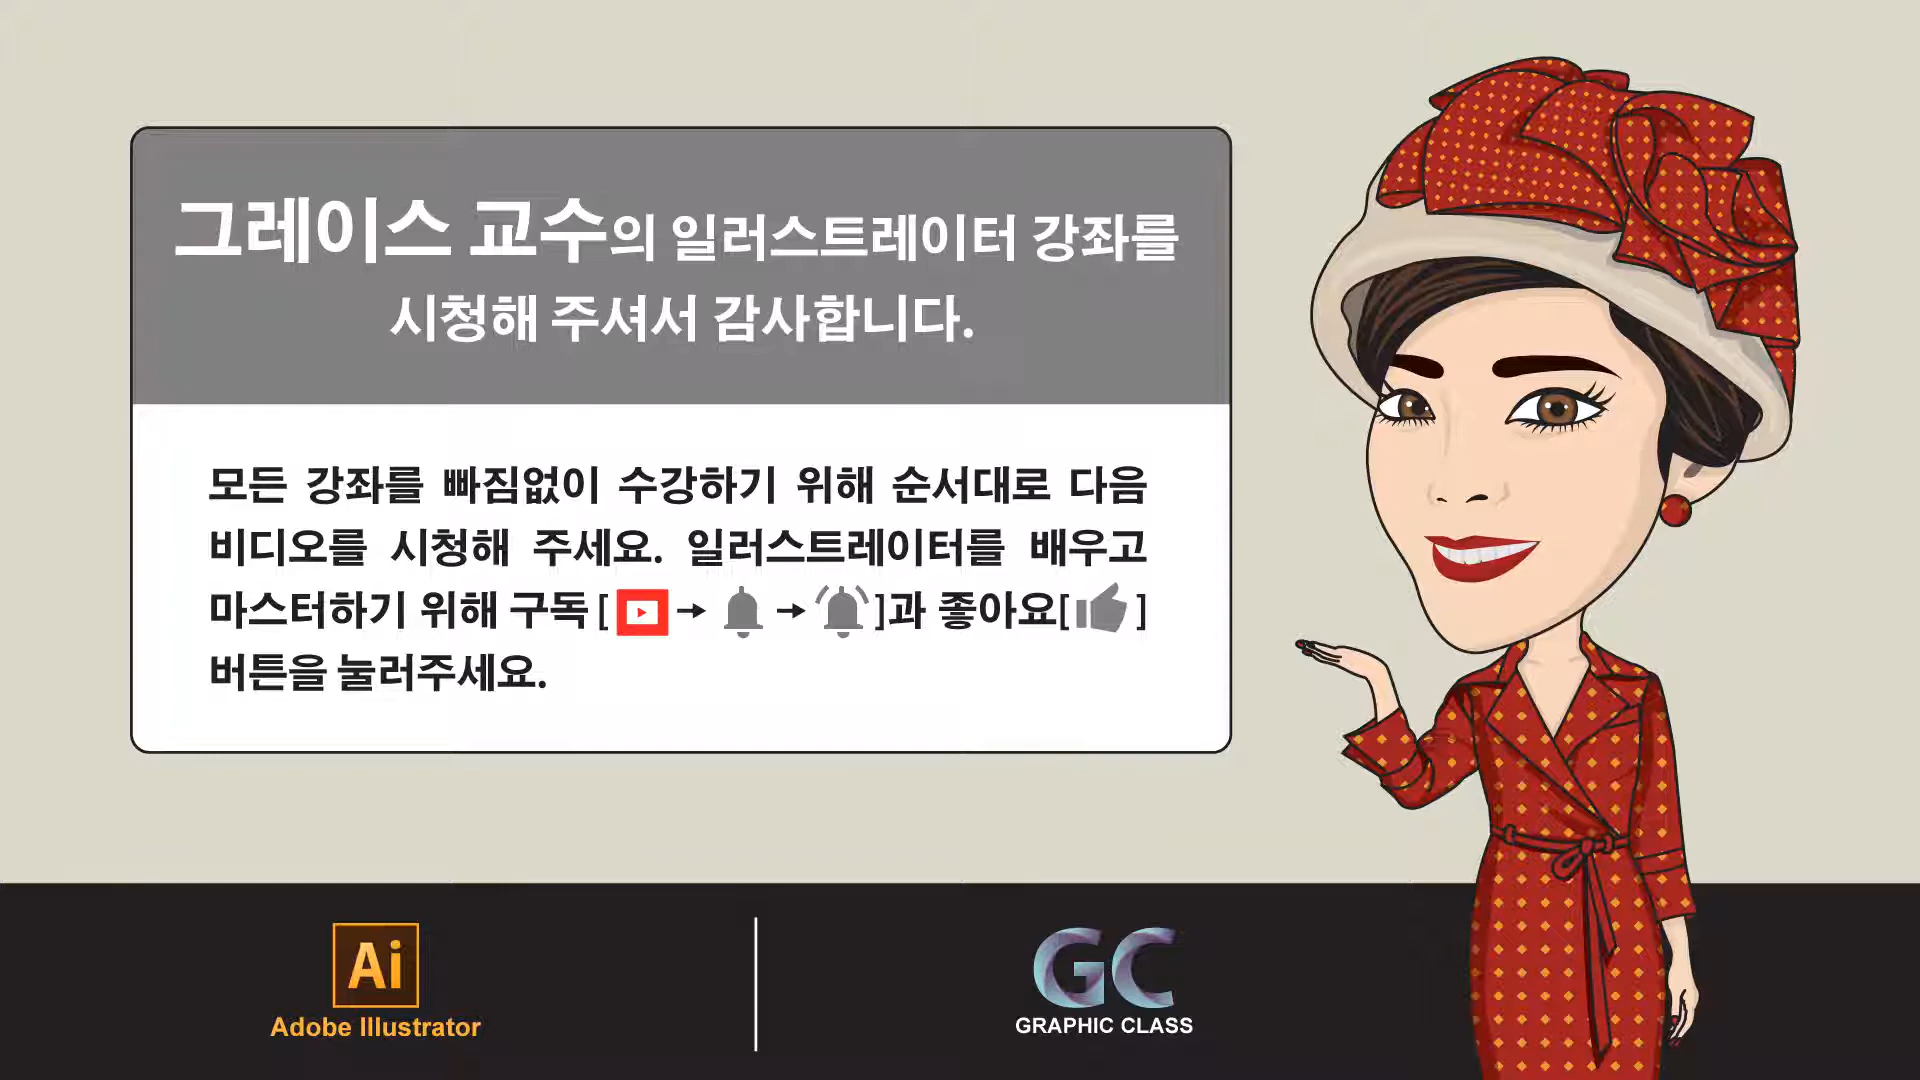 그레이스 교수의 일러스트레이터 강좌를
시청해 주셔서 감사합니다.
모든 강좌를 빠짐없이 수강하기 위해 순서대로 다음
비디오를 시청해 주세요. 일러스트레이터를 배우고
마스터하기 위해 구독[→→]과 좋아요[]
버튼을 눌러주세요.
Ai
Adobe Illustrator
GC
GRAPHIC CLASS